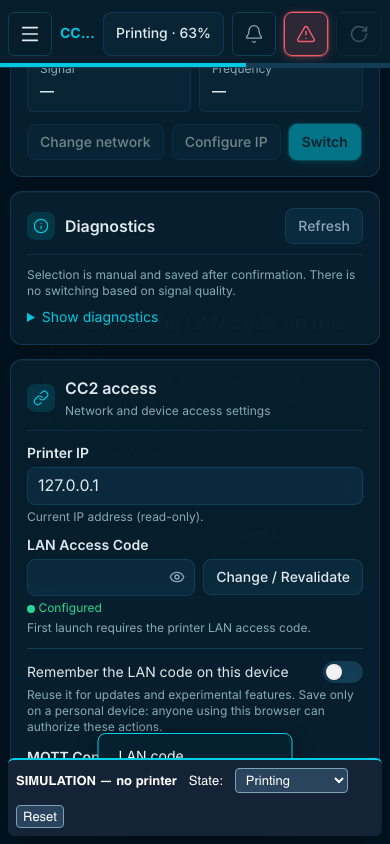 CC...
Printing · 63%
Signal
Frequency
—
—
Change network
Configure IP
Switch
Diagnostics
Refresh
Selection is manual and saved after confirmation. There is
no switching based on signal quality.
Show diagnostics
CC2 access
Network and device access settings
Printer IP
127.0.0.1
Current IP address (read-only).
LAN Access Code
Change / Revalidate
Configured
First launch requires the printer LAN access code.
Remember the LAN code on this device
Reuse it for updates and experimental features. Save only
on a personal device: anyone using this browser can
authorize these actions.
LAN code
SIMULATION — no printer
State:
Printing
Reset